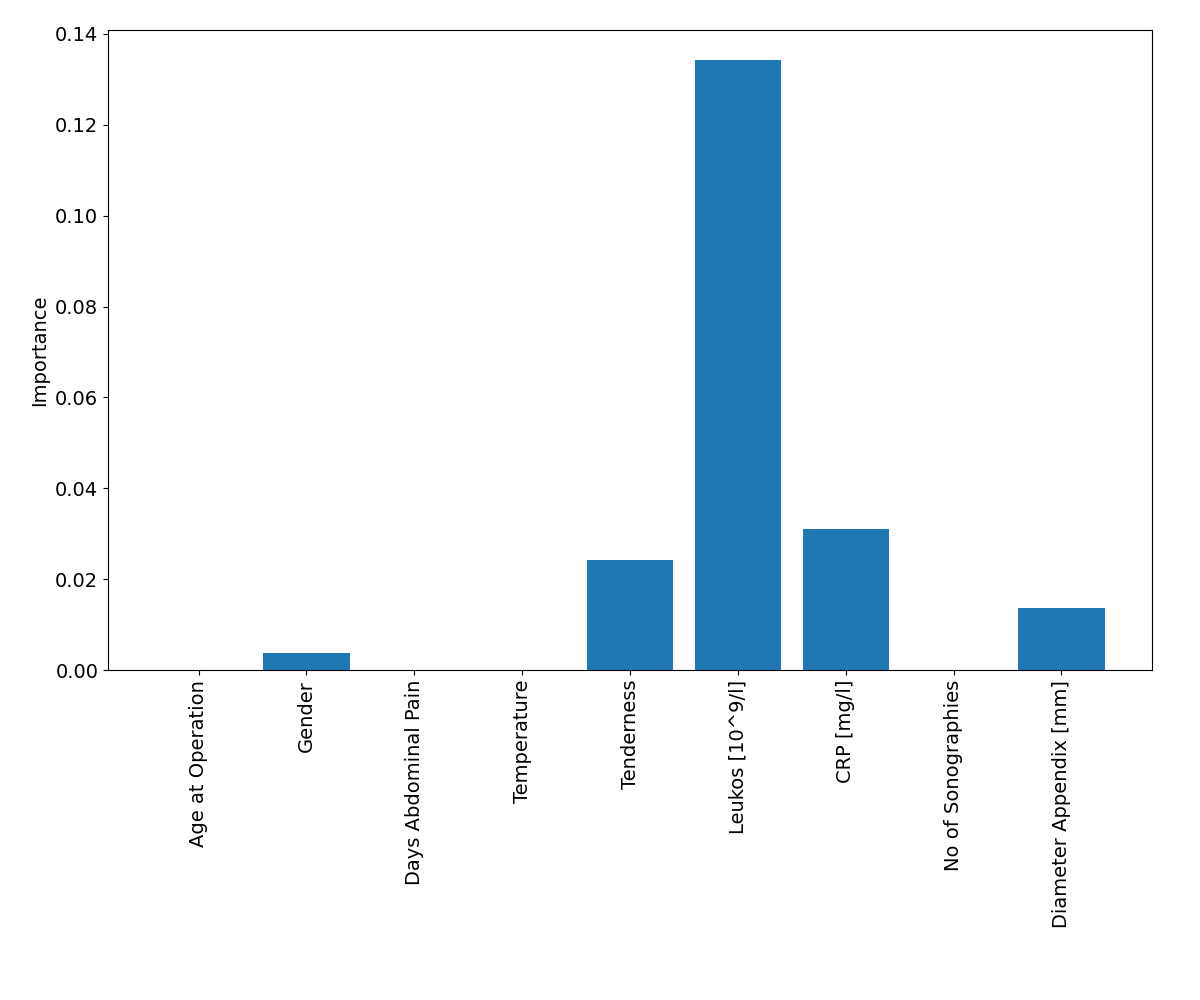 0.14
0.12
0.10
0.08
0.06
0.04
0.02
0.00
Importance
Age at Operation
Gender
Days Abdominal Pain
Temperature
Tenderness
Leukos [10^9/l]
CRP [mg/l]
No of Sonographies
Diameter Appendix [mm]